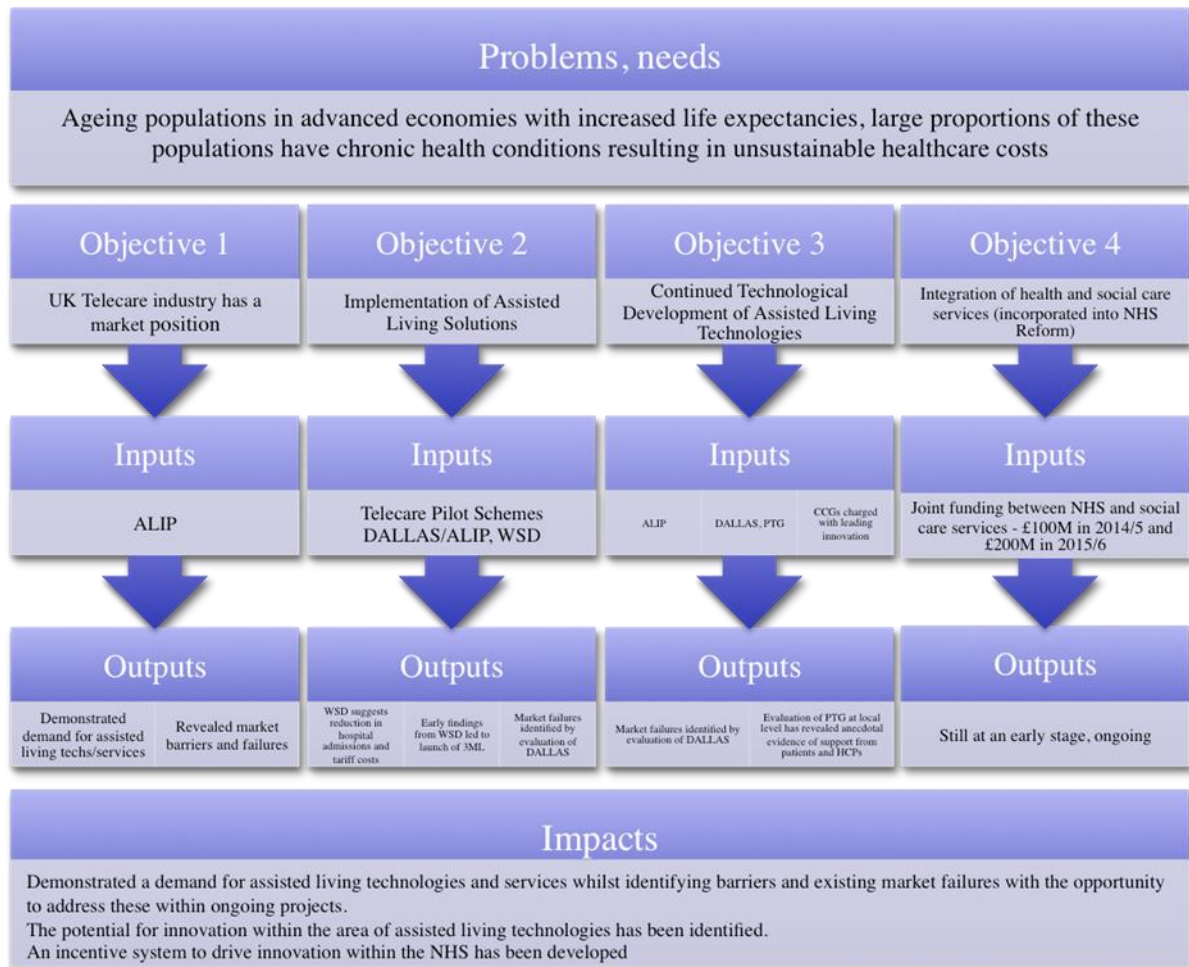 Problems, needs
Ageing populations in advanced economies with increased life expectancies, large proportions of these
populations have chronic health conditions resulting in unsustainable healthcare costs
Objective 1
UK Telecare industry has a
market position
Objective 2
Implementation of Assisted
Living Solutions
Objective 3
Continued Technological
Development of Assisted Living
Technologies
Objective 4
Integration of health and social care
services (incorporated into NHS
Reform)
Inputs
ALIP
Inputs
Telecare Pilot Schemes
DALLAS/ALIP, WSD
Inputs
ALIP
DALLAS, PTG
CCGs charged
with leading
innovation
Inputs
Joint funding between NHS and social
care services - £100M in 2014/5 and
£200M in 2015/6
Outputs
Demonstrated
demand for assisted
living techs/services
Revealed market
barriers and failures
Outputs
WSD suggests
reduction in
hospital
admissions and
tariff costs
Early findings
from WSD led to
launch of 3ML
Market failures
identified by
evaluation of
DALLAS
Outputs
Market failures identified by
evaluation of DALLAS
Evaluation of PTG at local
level has revealed anecdotal
evidence of support from
patients and HCPs
Outputs
Still at an early stage, ongoing
Impacts
Demonstrated a demand for assisted living technologies and services whilst identifying barriers and existing market failures with the opportunity
to address these within ongoing projects.
The potential for innovation within the area of assisted living technologies has been identified.
An incentive system to drive innovation within the NHS has been developed